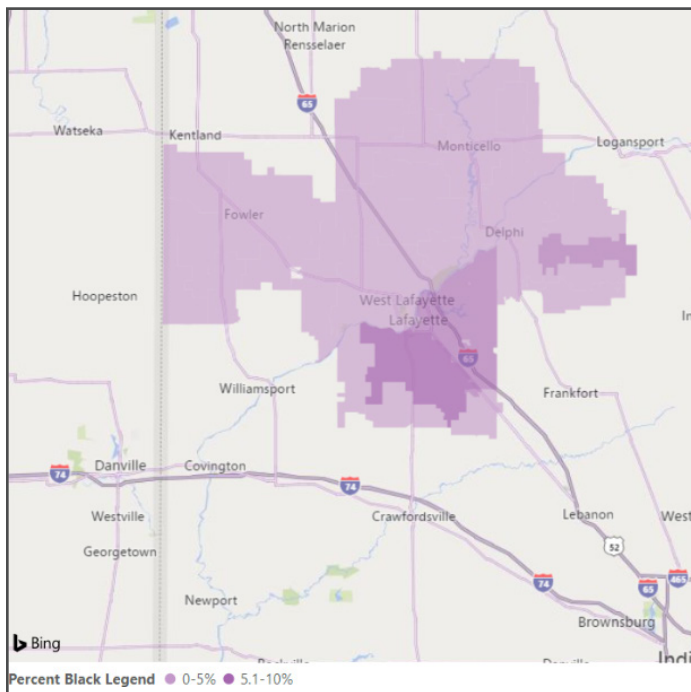 North Marion
Rensselaer
65
Watseka
Kentland
Logansport
Monticello
Fowler
Delphi
Hoopeston
West Lafayette
Lafayette
65
Williamsport
Frankfort
Danville
Covington
74
74
Westville
Crawfordsville
Lebanon
West
52
Georgetown
74
465
65
Newport
Brownsburg
Bing
Percent Black Legend 0-5% 5.1-10%